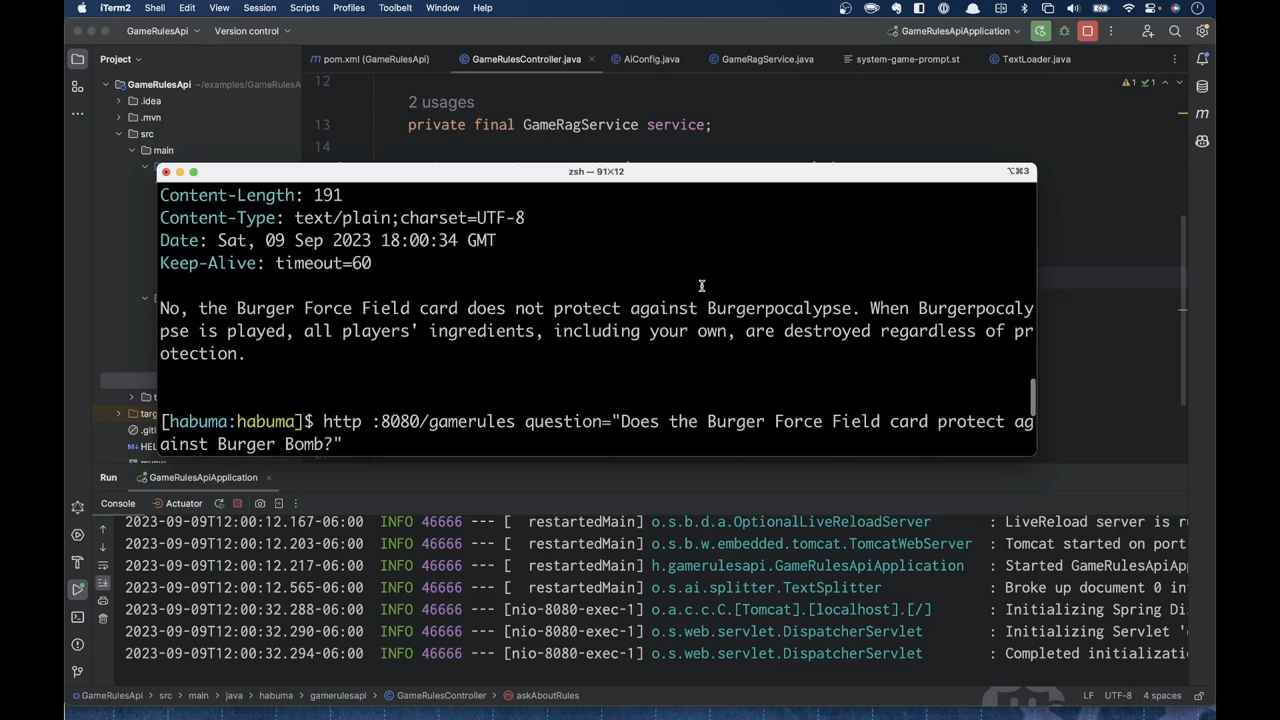 iTerm2 Shell Edit View Session Scripts Profiles Toolbelt Window Help
GameRulesApi Version control GameRulesApiApplication
Project pom.xml (GameRulesApi) GameRulesController.java AiConfig.java GameRagService.java system-game-prompt.st TextLoader.java
GameRulesApi ~/examples/GameRulesA
.idea
.mvn
src
main
12
2 usages
13 private final GameRagService service;
14
1 1
zsh — 91×12 ⌥⌘3
Content-Length: 191
Content-Type: text/plain;charset=UTF-8
Date: Sat, 09 Sep 2023 18:00:34 GMT
Keep-Alive: timeout=60
No, the Burger Force Field card does not protect against Burgerpocalypse. When Burgerpocaly
pse is played, all players' ingredients, including your own, are destroyed regardless of pr
otection.
[habuma:habuma]$ http :8080/gamerules question="Does the Burger Force Field card protect ag
ainst Burger Bomb?"
targ
.giti
HEL
Run GameRulesApiApplication
Console Actuator
2023-09-09T12:00:12.167-06:00 INFO 46666 --- [ restartedMain] o.s.b.d.a.OptionalLiveReloadServer : LiveReload server is ru
2023-09-09T12:00:12.203-06:00 INFO 46666 --- [ restartedMain] o.s.b.w.embedded.tomcat.TomcatWebServer : Tomcat started on port
2023-09-09T12:00:12.217-06:00 INFO 46666 --- [ restartedMain] h.gamerulesapi.GameRulesApiApplication : Started GameRulesApiAp
2023-09-09T12:00:12.565-06:00 INFO 46666 --- [ restartedMain] o.s.ai.splitter.TextSplitter : Broke up document 0 in
2023-09-09T12:00:32.288-06:00 INFO 46666 --- [nio-8080-exec-1] o.a.c.c.C.[Tomcat].[localhost].[/] : Initializing Spring Di
2023-09-09T12:00:32.290-06:00 INFO 46666 --- [nio-8080-exec-1] o.s.web.servlet.DispatcherServlet : Initializing Servlet '
2023-09-09T12:00:32.294-06:00 INFO 46666 --- [nio-8080-exec-1] o.s.web.servlet.DispatcherServlet : Completed initializati
GameRulesApi src main java habuma gamerulesapi GameRulesController askAboutRules LF UTF-8 4 spaces